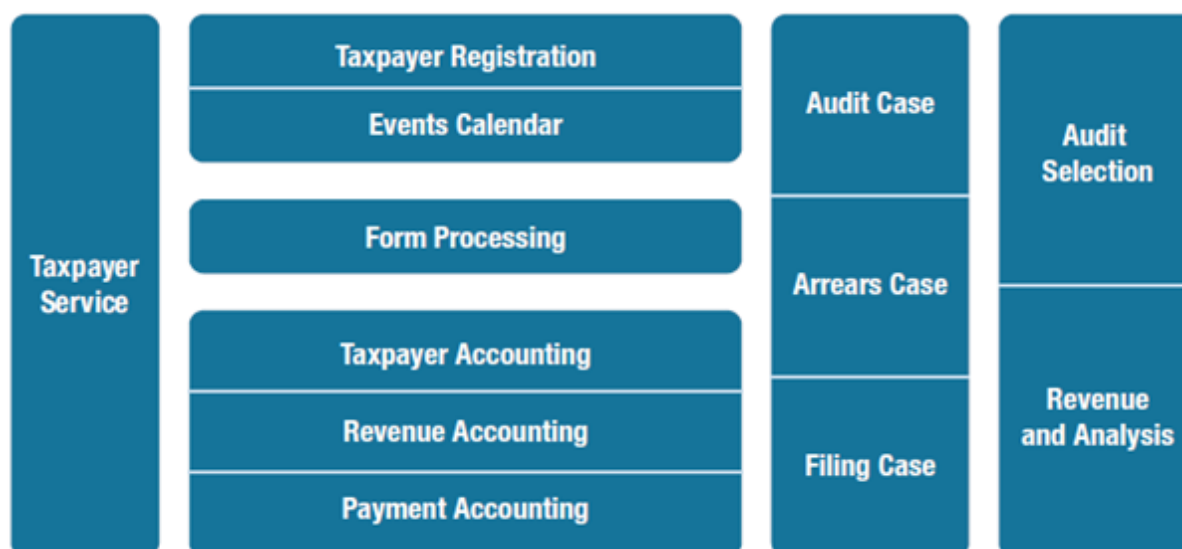 Taxpayer
Service
Taxpayer Registration
Events Calendar
Form Processing
Taxpayer Accounting
Revenue Accounting
Payment Accounting
Audit Case
Arrears Case
Filing Case
Audit
Selection
Revenue
and Analysis